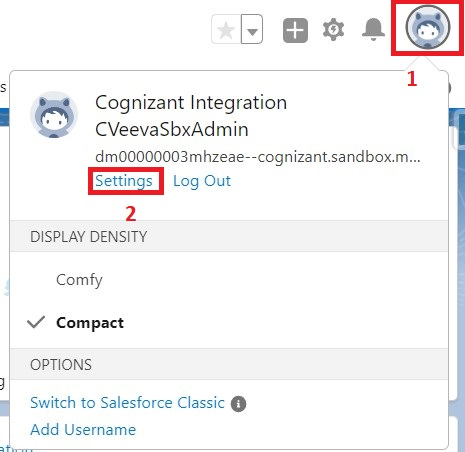 1
Cognizant Integration
CVeevaSbxAdmin
dm00000003mhzeae--cognizant.sandbox.m...
Settings Log Out
2
DISPLAY DENSITY
Comfy
Compact
OPTIONS
Switch to Salesforce Classic
Add Username